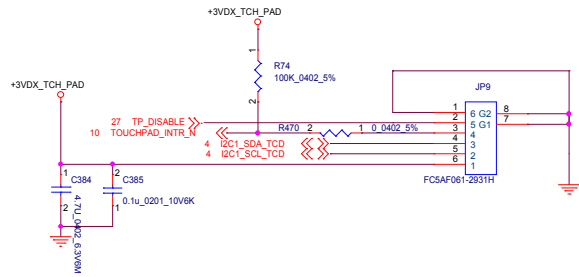 +3VDX_TCH_PAD
1
R74
100K_0402_5%
2
+3VDX_TCH_PAD
JP9
27 TP_DISABLE
10 TOUCHPAD_INTR_N
R470 2 1 0_0402_5%
4 I2C1_SDA_TCD
4 I2C1_SCL_TCD
1 6 G2 8
2 5 G1 7
3 4
4 3
5 2
6 1
FC5AF061-2931H
1 C384 2
2 C385 1
4.7U_0402_6.3V6M
0.1u_0201_10V6K